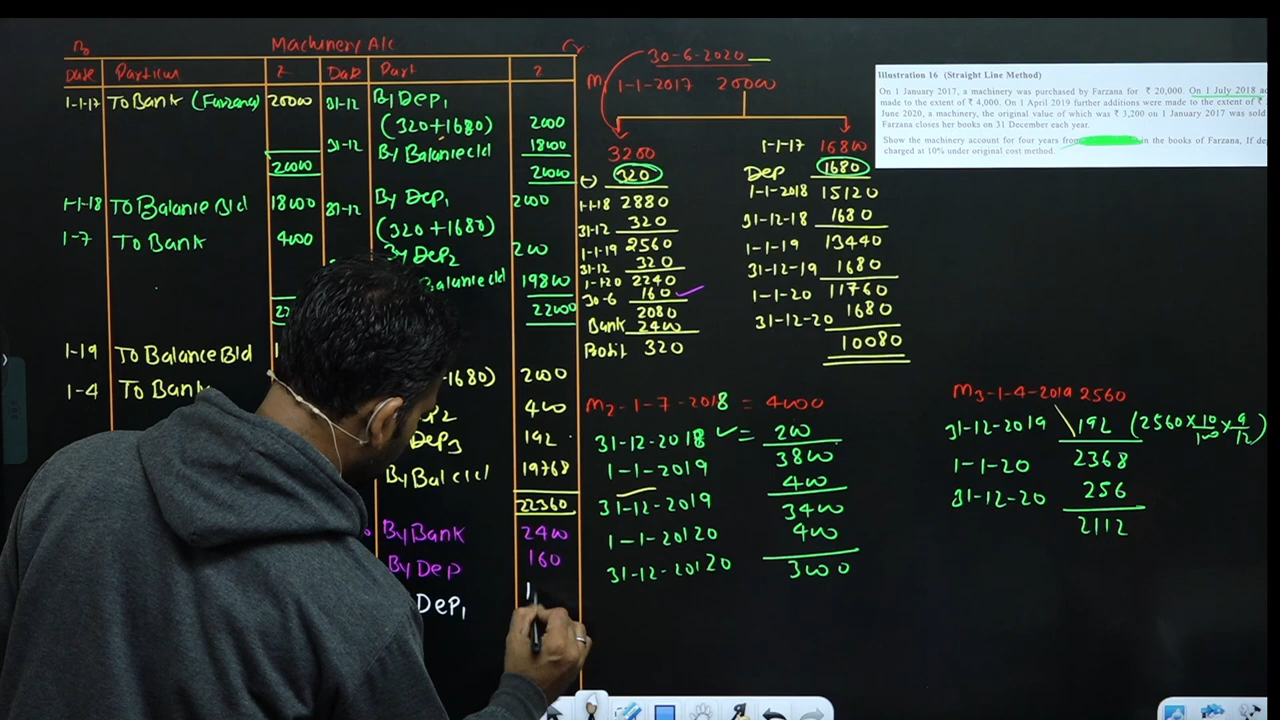 Machinery A/c
Dr
Cr
Date Particulars ₹ Date Part ₹
1-1-17 To Bank (Farzana) 20000 31-12 By Dep1
(320+1680) 2000
31-12 By Balance c/d 18000
20000 20000
1-1-18 To Balance B/d 18000 31-12 By Dep1 2000
(320+1680)
1-7 To Bank 4000 By Dep2 200
Balance c/d 19800
22000
1-19 To Balance B/d
1680) 2000
1-4 To Bank
400
Dep3 192
By Bal c/d 19768
22360
By Bank 2400
By Dep 160
Dep1 1
30-6-2020
1-1-2017 20000
3200
(-) 320
1-1-18 2880
31-12 320
1-1-19 2560
31-12 320
1-1-20 2240
30-6 160
2080
Bank 2400
Profit 320
1-1-17 16800
Dep 1680
1-1-2018 15120
31-12-18 1680
1-1-19 13440
31-12-19 1680
1-1-20 11760
31-12-20 1680
10080
M2-1-7-2018 = 4000
31-12-2018 = 200
3800
1-1-2019 400
31-12-2019 3400
1-1-20120 400
31-12-20120 3000
M3-1-4-2019 2560
31-12-2019 192 (2560×10/100×9/12)
1-1-20 2368
31-12-20 256
2112
Illustration 16 (Straight Line Method)
On 1 January 2017, a machinery was purchased by Farzana for ₹ 20,000. On 1 July 2018 ad
made to the extent of ₹ 4,000. On 1 April 2019 further additions were made to the extent of ₹
June 2020, a machinery, the original value of which was ₹ 3,200 on 1 January 2017 was sold
Farzana closes her books on 31 December each year.
Show the machinery account for four years from in the books of Farzana, If de
charged at 10% under original cost method.